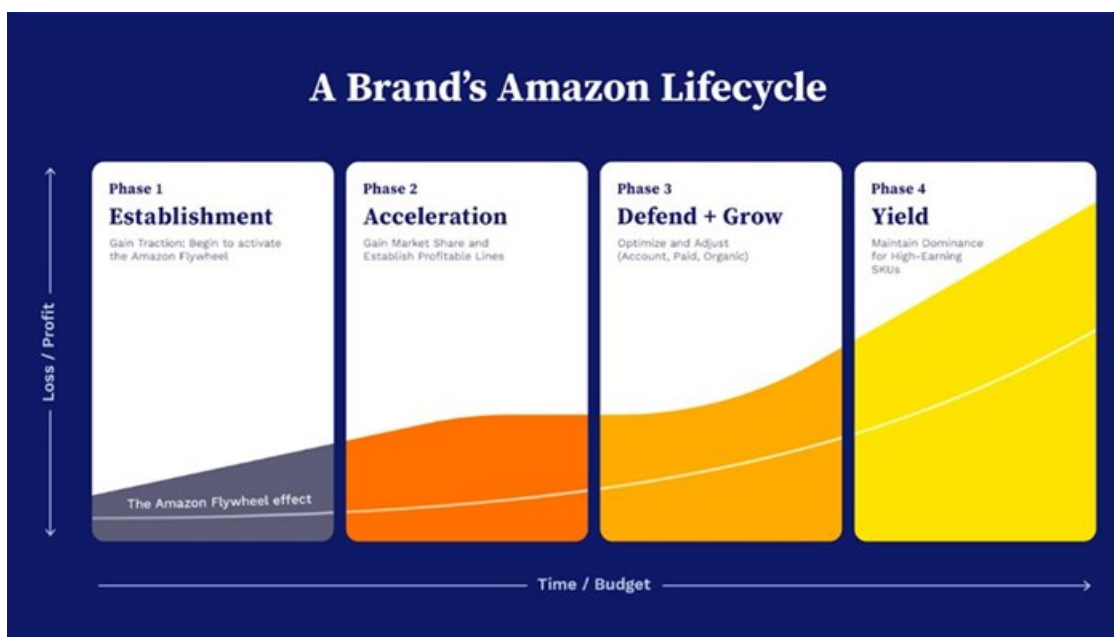 A Brand's Amazon Lifecycle
Phase 1
Establishment
Gain Traction: Begin to activate
the Amazon Flywheel
Phase 2
Acceleration
Gain Market Share and
Establish Profitable Lines
Phase 3
Defend + Grow
Optimize and Adjust
(Account, Paid, Organic)
Phase 4
Yield
Maintain Dominance
for High-Earning
SKUs
Loss / Profit
The Amazon Flywheel effect
Time / Budget